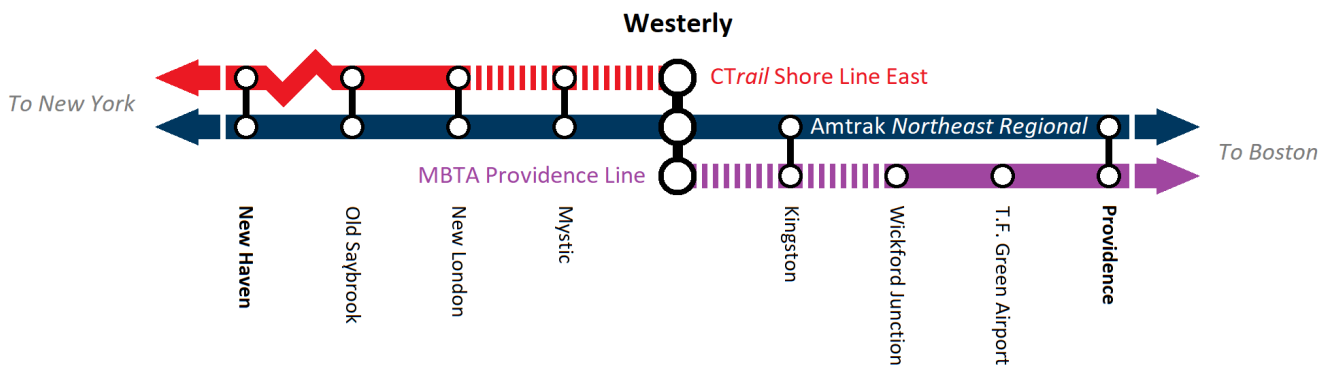 Westerly
CTrail Shore Line East
To New York
Amtrak Northeast Regional
To Boston
MBTA Providence Line
New Haven
Old Saybrook
New London
Mystic
Kingston
Wickford Junction
T.F. Green Airport
Providence